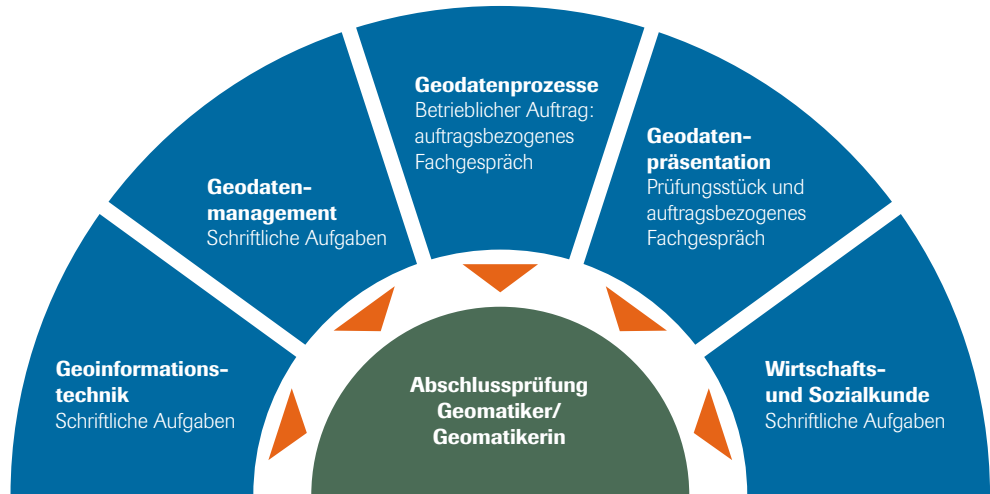 Geoinformations-
technik
Schriftliche Aufgaben
Geodaten-
management
Schriftliche Aufgaben
Geodatenprozesse
Betrieblicher Auftrag:
auftragsbezogenes
Fachgespräch
Geodaten-
präsentation
Prüfungsstück und
auftragsbezogenes
Fachgespräch
Wirtschafts-
und Sozialkunde
Schriftliche Aufgaben
Abschlussprüfung
Geomatiker/
Geomatikerin